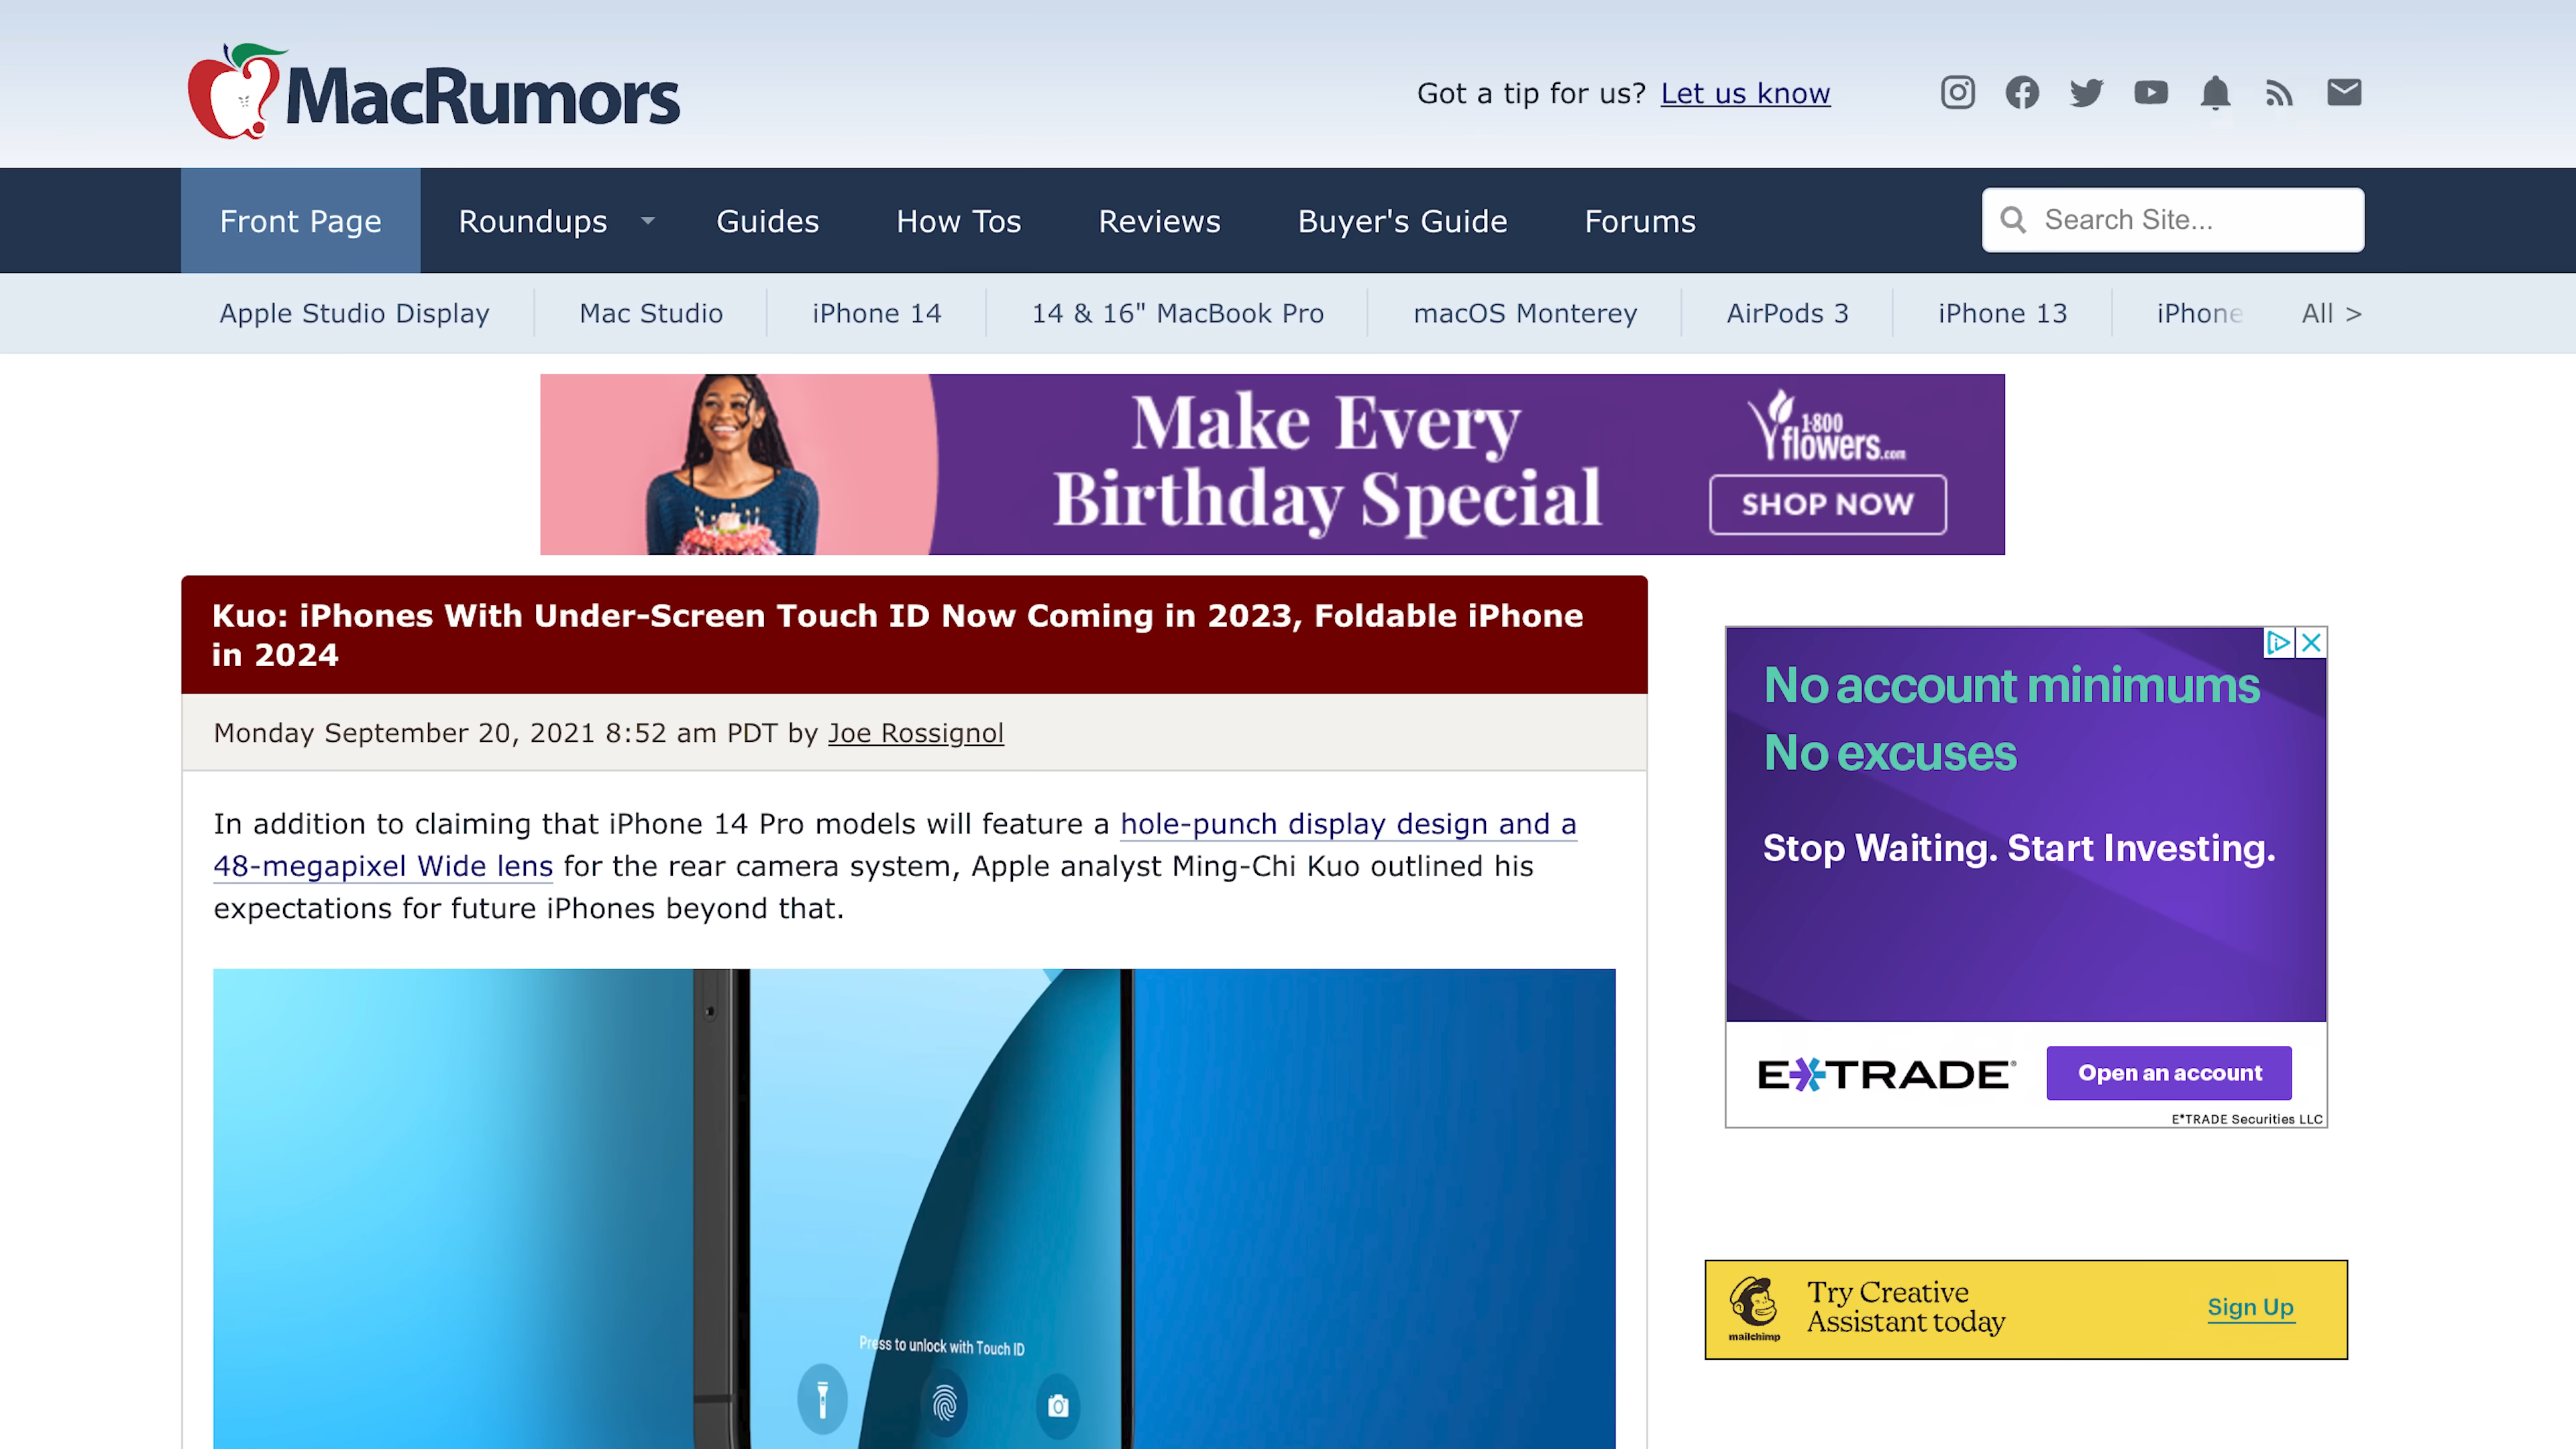 MacRumors
Got a tip for us? Let us know
Front Page
Roundups
Guides
How Tos
Reviews
Buyer's Guide
Forums
Search Site...
Apple Studio Display
Mac Studio
iPhone 14
14 & 16" MacBook Pro
macOS Monterey
AirPods 3
iPhone 13
iPhone
All >
Make Every
Birthday Special
1-800
flowers.com
SHOP NOW
Kuo: iPhones With Under-Screen Touch ID Now Coming in 2023, Foldable iPhone
in 2024
Monday September 20, 2021 8:52 am PDT by Joe Rossignol
In addition to claiming that iPhone 14 Pro models will feature a hole-punch display design and a
48-megapixel Wide lens for the rear camera system, Apple analyst Ming-Chi Kuo outlined his
expectations for future iPhones beyond that.
Press to unlock with Touch ID
No account minimums
No excuses
Stop Waiting. Start Investing.
E*TRADE®
Open an account
E*TRADE Securities LLC
mailchimp
Try Creative
Assistant today
Sign Up